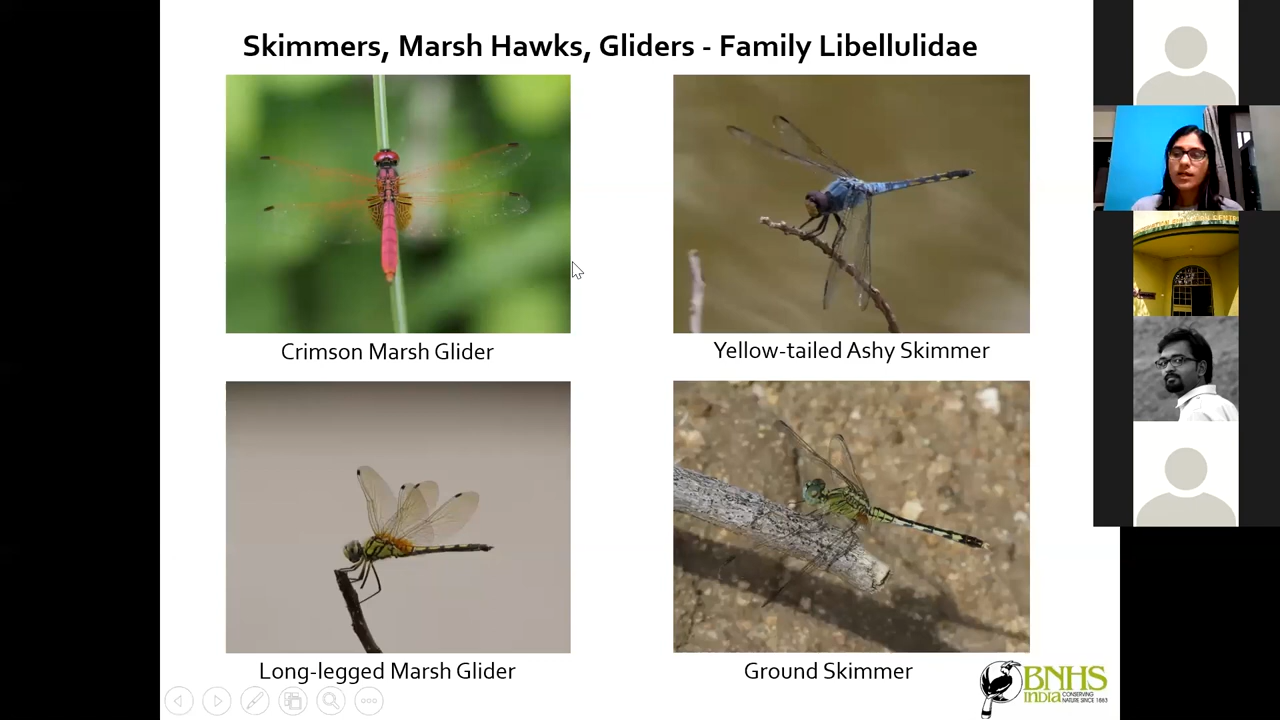 Skimmers, Marsh Hawks, Gliders - Family Libellulidae
Crimson Marsh Glider
Yellow-tailed Ashy Skimmer
Long-legged Marsh Glider
Ground Skimmer
BNHS
INDIA
CONSERVING
NATURE SINCE 1883